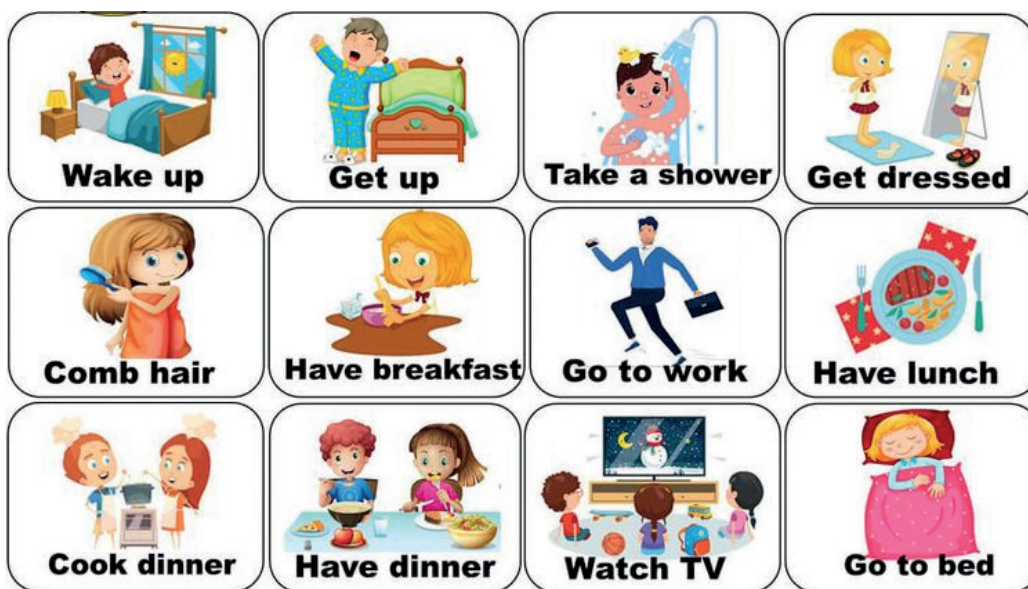 Wake up
Get up
Take a shower
Get dressed
Comb hair
Have breakfast
Go to work
Have lunch
Cook dinner
Have dinner
Watch TV
Go to bed